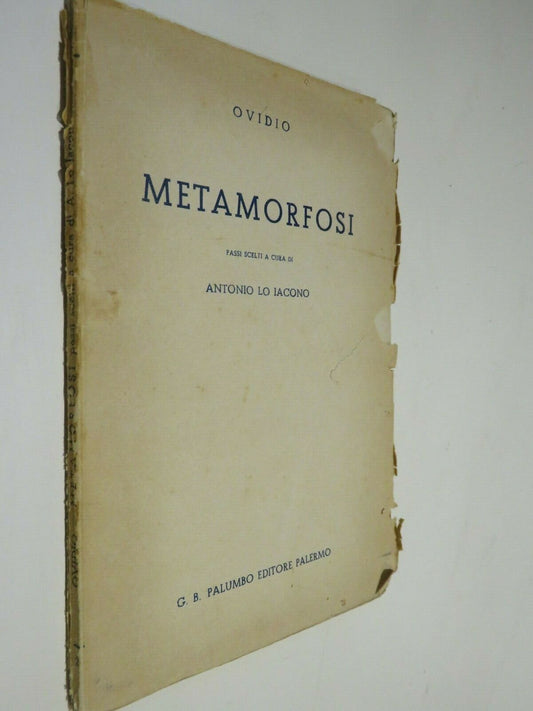 OVIDIO
METAMORFOSI
PASSI SCELTI A CURA DI
ANTONIO LO IACONO
G. B. PALUMBO EDITORE PALERMO